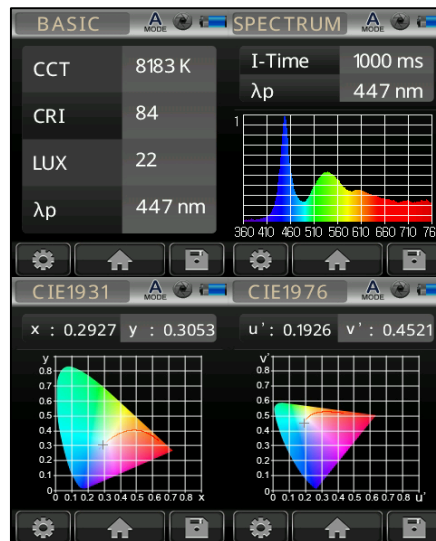 BASIC
A
MODE
CCT 8183 K
CRI 84
LUX 22
λp 447 nm
SPECTRUM
A
MODE
I-Time 1000 ms
λp 447 nm
1
360 410 460 510 560 610 660 710 76
CIE1931
A
MODE
x : 0.2927 y : 0.3053
y
0.8
0.7
0.6
0.5
0.4
0.3
0.2
0.1
0 0.1 0.2 0.3 0.4 0.5 0.6 0.7 0.8 x
CIE1976
A
MODE
u' : 0.1926 v' : 0.4521
v'
0.8
0.7
0.6
0.5
0.4
0.3
0.2
0.1
0 0.1 0.2 0.3 0.4 0.5 0.6 0.7 0.8 u'